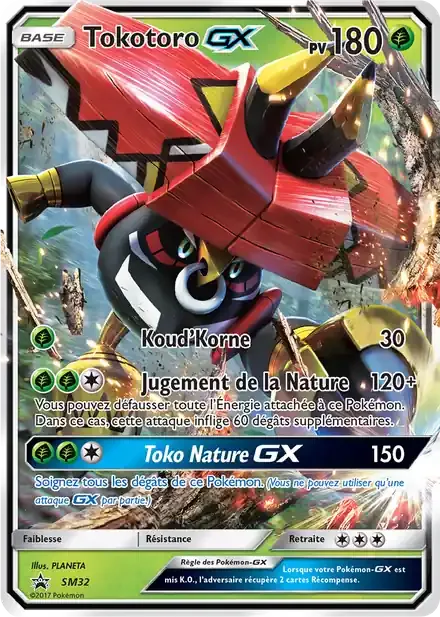 BASE Tokotoro GX PV 180
Koud'Korne 30
Jugement de la Nature 120+
Vous pouvez défausser toute l'Énergie attachée à ce Pokémon.
Dans ce cas, cette attaque inflige 60 dégâts supplémentaires.
Toko Nature GX 150
Soignez tous les dégâts de ce Pokémon. (Vous ne pouvez utiliser qu'une
attaque GX par partie.)
Faiblesse Résistance Retraite
Illus. PLANETA
PROMO SM32
©2017 Pokémon
Règle des Pokémon-GX
Lorsque votre Pokémon-GX est
mis K.O., l'adversaire récupère 2 cartes Récompense.